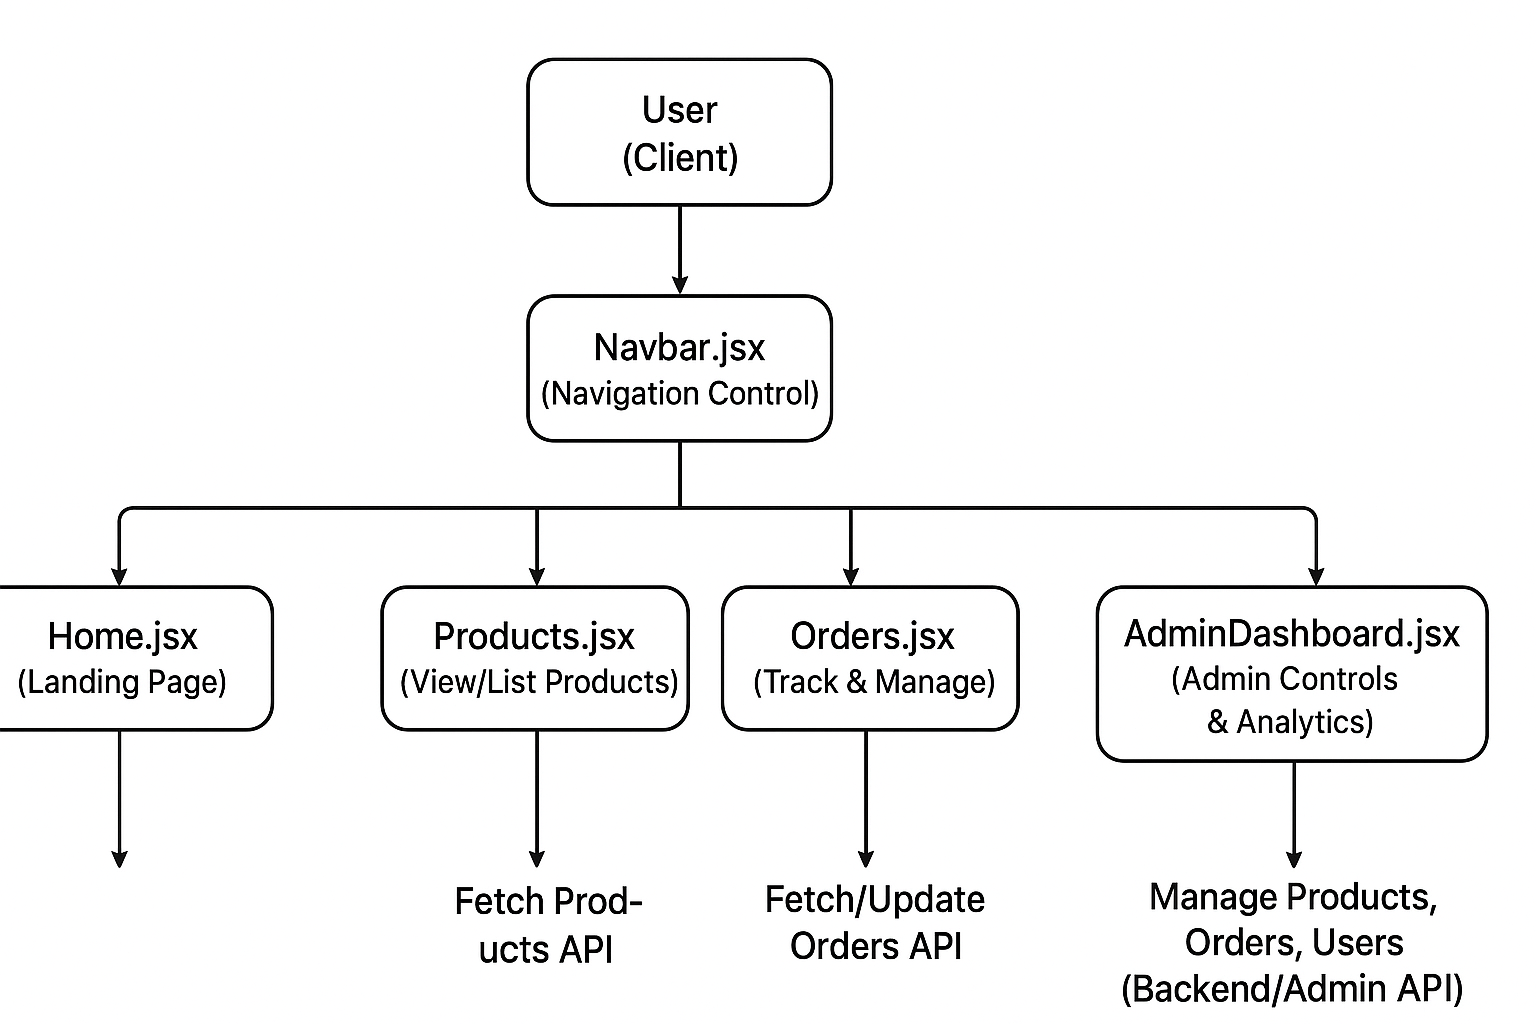 User
(Client)
Navbar.jsx
(Navigation Control)
Home.jsx
(Landing Page)
Products.jsx
(View/List Products)
Orders.jsx
(Track & Manage)
AdminDashboard.jsx
(Admin Controls
& Analytics)
Fetch Prod-
ucts API
Fetch/Update
Orders API
Manage Products,
Orders, Users
(Backend/Admin API)